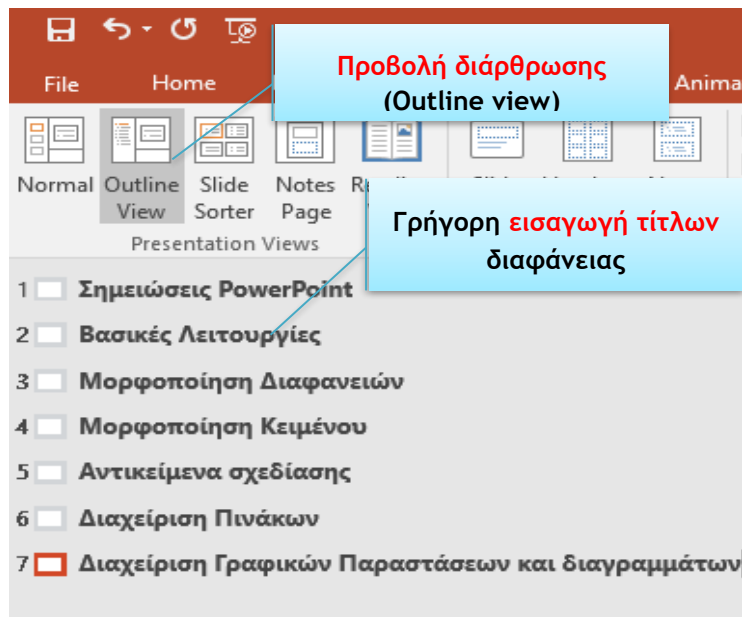 Προβολή διάρθρωσης
(Outline view)
File Home Anima
Normal Outline View Slide Sorter Notes Page
Presentation Views
Γρήγορη εισαγωγή τίτλων
διαφάνειας
1 Σημειώσεις PowerPoint
2 Βασικές Λειτουργίες
3 Μορφοποίηση Διαφανειών
4 Μορφοποίηση Κειμένου
5 Αντικείμενα σχεδίασης
6 Διαχείριση Πινάκων
7 Διαχείριση Γραφικών Παραστάσεων και διαγραμμάτων